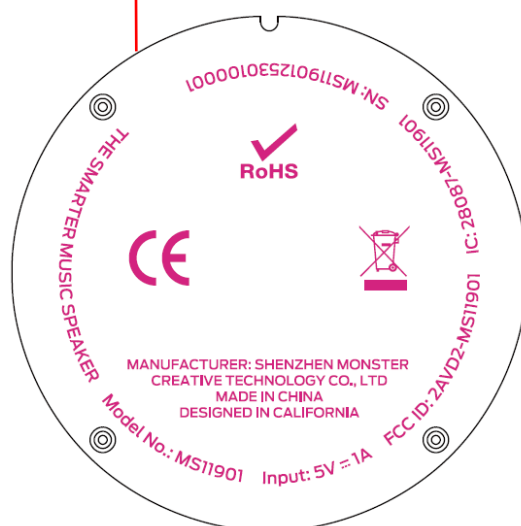 SN: MS119012530100001
RoHS
CE
THE SMARTER MUSIC SPEAKER
MANUFACTURER: SHENZHEN MONSTER
CREATIVE TECHNOLOGY CO., LTD
MADE IN CHINA
DESIGNED IN CALIFORNIA
Model No.: MS11901
Input: 5V ⎓ 1A
FCC ID: 2AVD2-MS11901
IC: 28087-MS11901